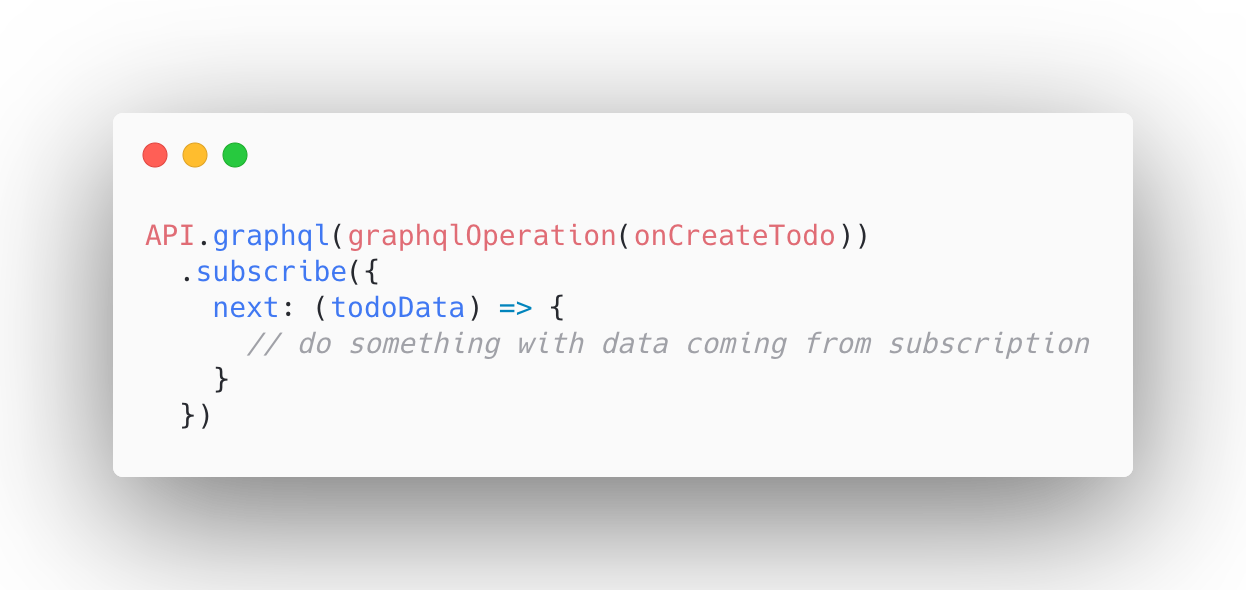 API.graphql(graphqlOperation(onCreateTodo))
  .subscribe({
    next: (todoData) => {
      // do something with data coming from subscription
    }
  })